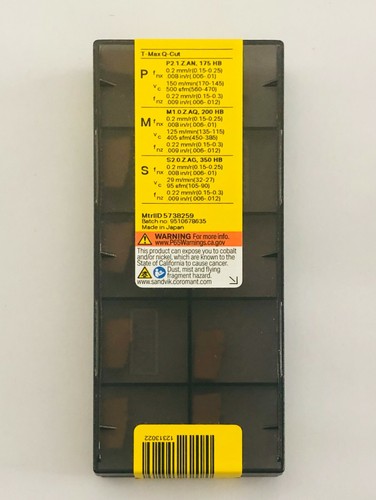 T-Max Q-Cut
P2.1.Z.AN, 175 HB
P fnx 0.2 mm/r(0.15-0.25)
.008 in/r(.006-.01)
vc 150 m/min(170-145)
500 sfm(560-470)
fnz 0.22 mm/r(0.15-0.3)
.009 in/r(.006-.012)
M1.0.Z.AQ, 200 HB
M fnx 0.2 mm/r(0.15-0.25)
.008 in/r(.006-.01)
vc 125 m/min(135-115)
405 sfm(450-385)
fnz 0.22 mm/r(0.15-0.3)
.009 in/r(.006-.012)
S2.0.Z.AG, 350 HB
S fnx 0.2 mm/r(0.15-0.25)
.008 in/r(.006-.01)
vc 29 m/min(32-27)
95 sfm(105-90)
fnz 0.22 mm/r(0.15-0.3)
.009 in/r(.006-.012)
MtrlID 5738259
Batch no: 9510678635
Made in Japan
WARNING For more info.
www.P65Warnings.ca.gov
This product can expose you to cobalt
and/or nickel, which are known to the
State of California to cause cancer.
Dust, mist and flying
fragment hazard.
www.sandvik.coromant.com
12313022